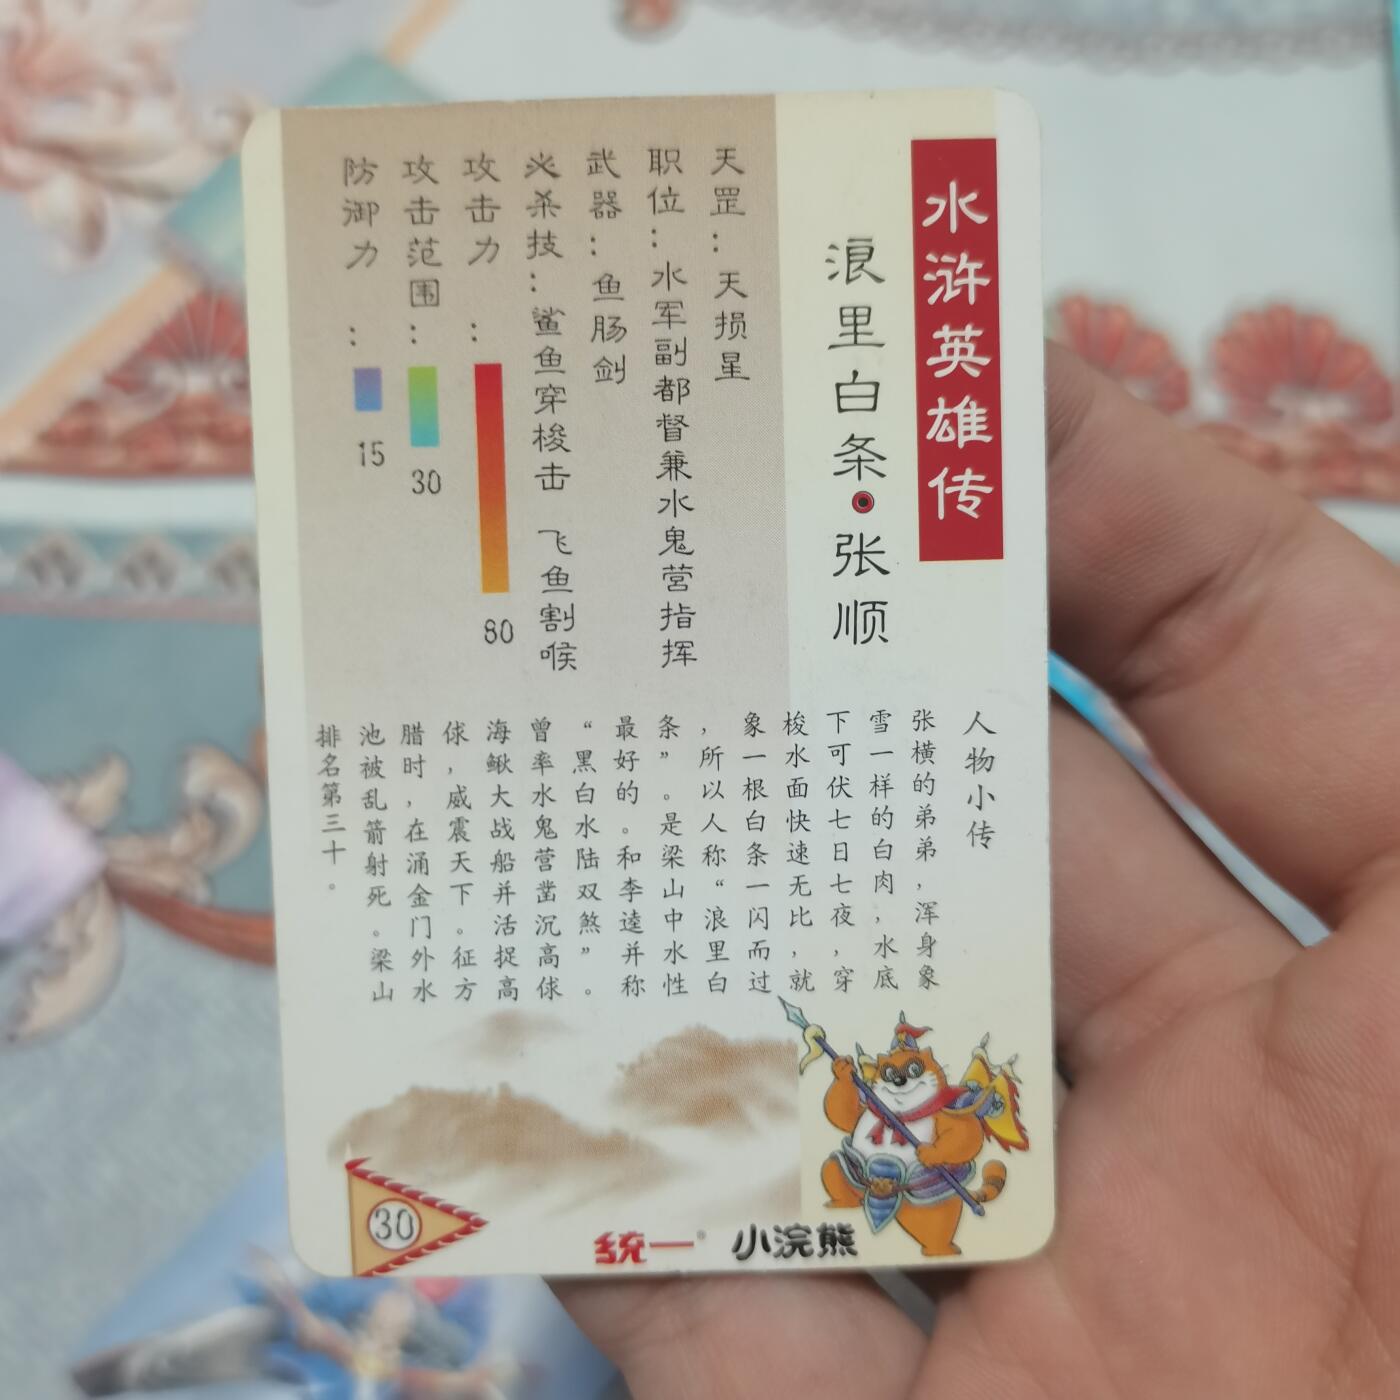 水浒英雄传
浪里白条·张顺
天罡：天损星
职位：水军副都督兼水鬼营指挥
武器：鱼肠剑
必杀技：鲨鱼穿梭击 飞鱼割喉
攻击力：80
攻击范围：30
防御力：15
人物小传
张横的弟弟，浑身象
雪一样的白肉，水底
下可伏七日七夜，穿
梭水面快速无比，就
象一根白条一闪而过
，所以人称“浪里白
条”。是梁山中水性
最好的。和李逵并称
“黑白水陆双煞”。
曾率水鬼营凿沉高俅
海鳅大战船并活捉高
俅，威震天下。征方
腊时，在涌金门外水
池被乱箭射死。梁山
排名第三十。
30
统一 小浣熊